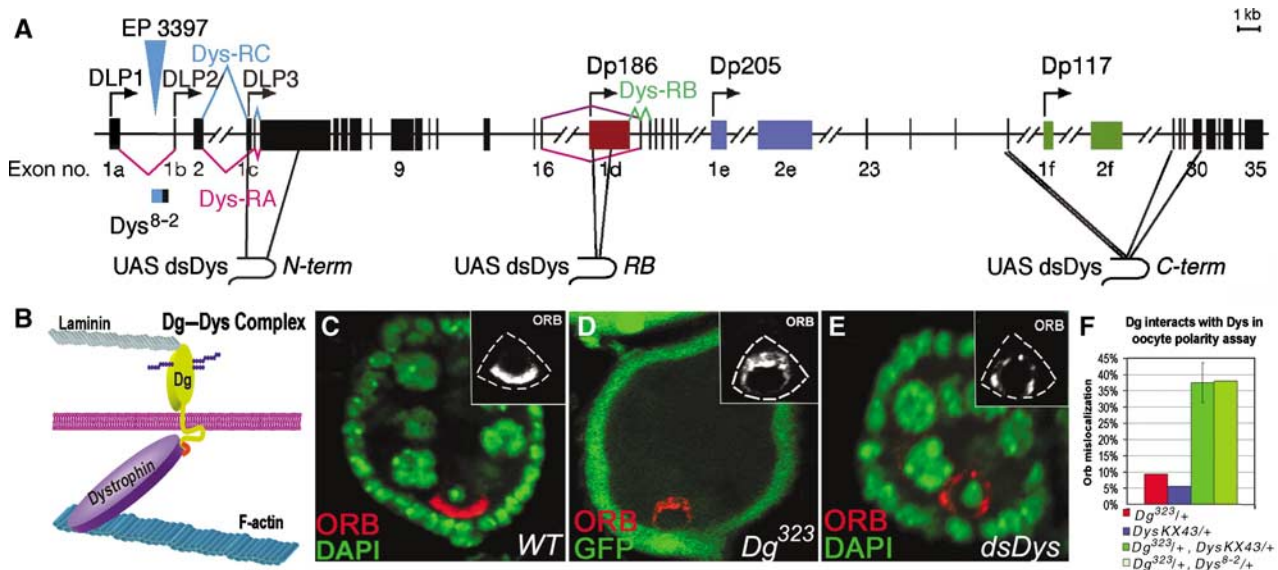 A
EP 3397
1 kb
Dys-RC
DLP1
DLP2
DLP3
Dp186
Dp205
Dp117
Dys-RB
Exon no.
1a
1b
2
1c
9
16
1d
1e
2e
23
1f
2f
30
35
Dys-RA
Dys8-2
UAS dsDys
N-term
UAS dsDys
RB
UAS dsDys
C-term
B
Laminin
Dg–Dys Complex
Dg
Dystrophin
F-actin
C
ORB
ORB
DAPI
WT
D
ORB
ORB
GFP
Dg323
E
ORB
ORB
DAPI
dsDys
F
Dg interacts with Dys in
oocyte polarity assay
Orb mislocalization
45%
40%
35%
30%
25%
20%
15%
10%
5%
0%
Dg323/+
Dys KX43/+
Dg323/+ , Dys KX43/+
Dg323/+, Dys8-2/+